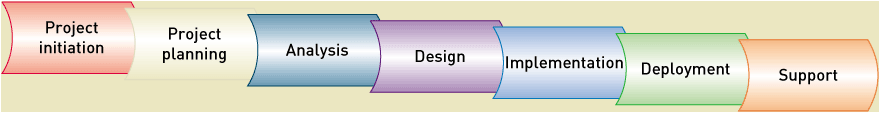 Project
initiation
Project
planning
Analysis
Design
Implementation
Deployment
Support